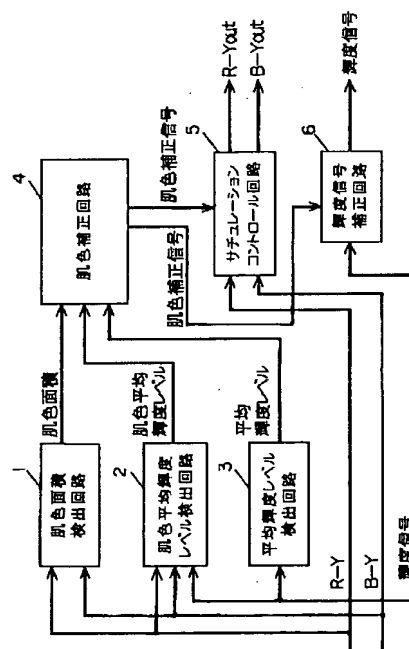 1
肌色面積
検出回路
2
肌色平均輝度
レベル検出回路
3
平均輝度レベル
検出回路
肌色面積
肌色平均
輝度レベル
平均
輝度レベル
4
肌色補正回路
肌色補正信号
肌色補正信号
5
サチュレーション
コントロール回路
R-Yout
B-Yout
6
輝度信号
補正回路
輝度信号
R-Y
B-Y
輝度信号